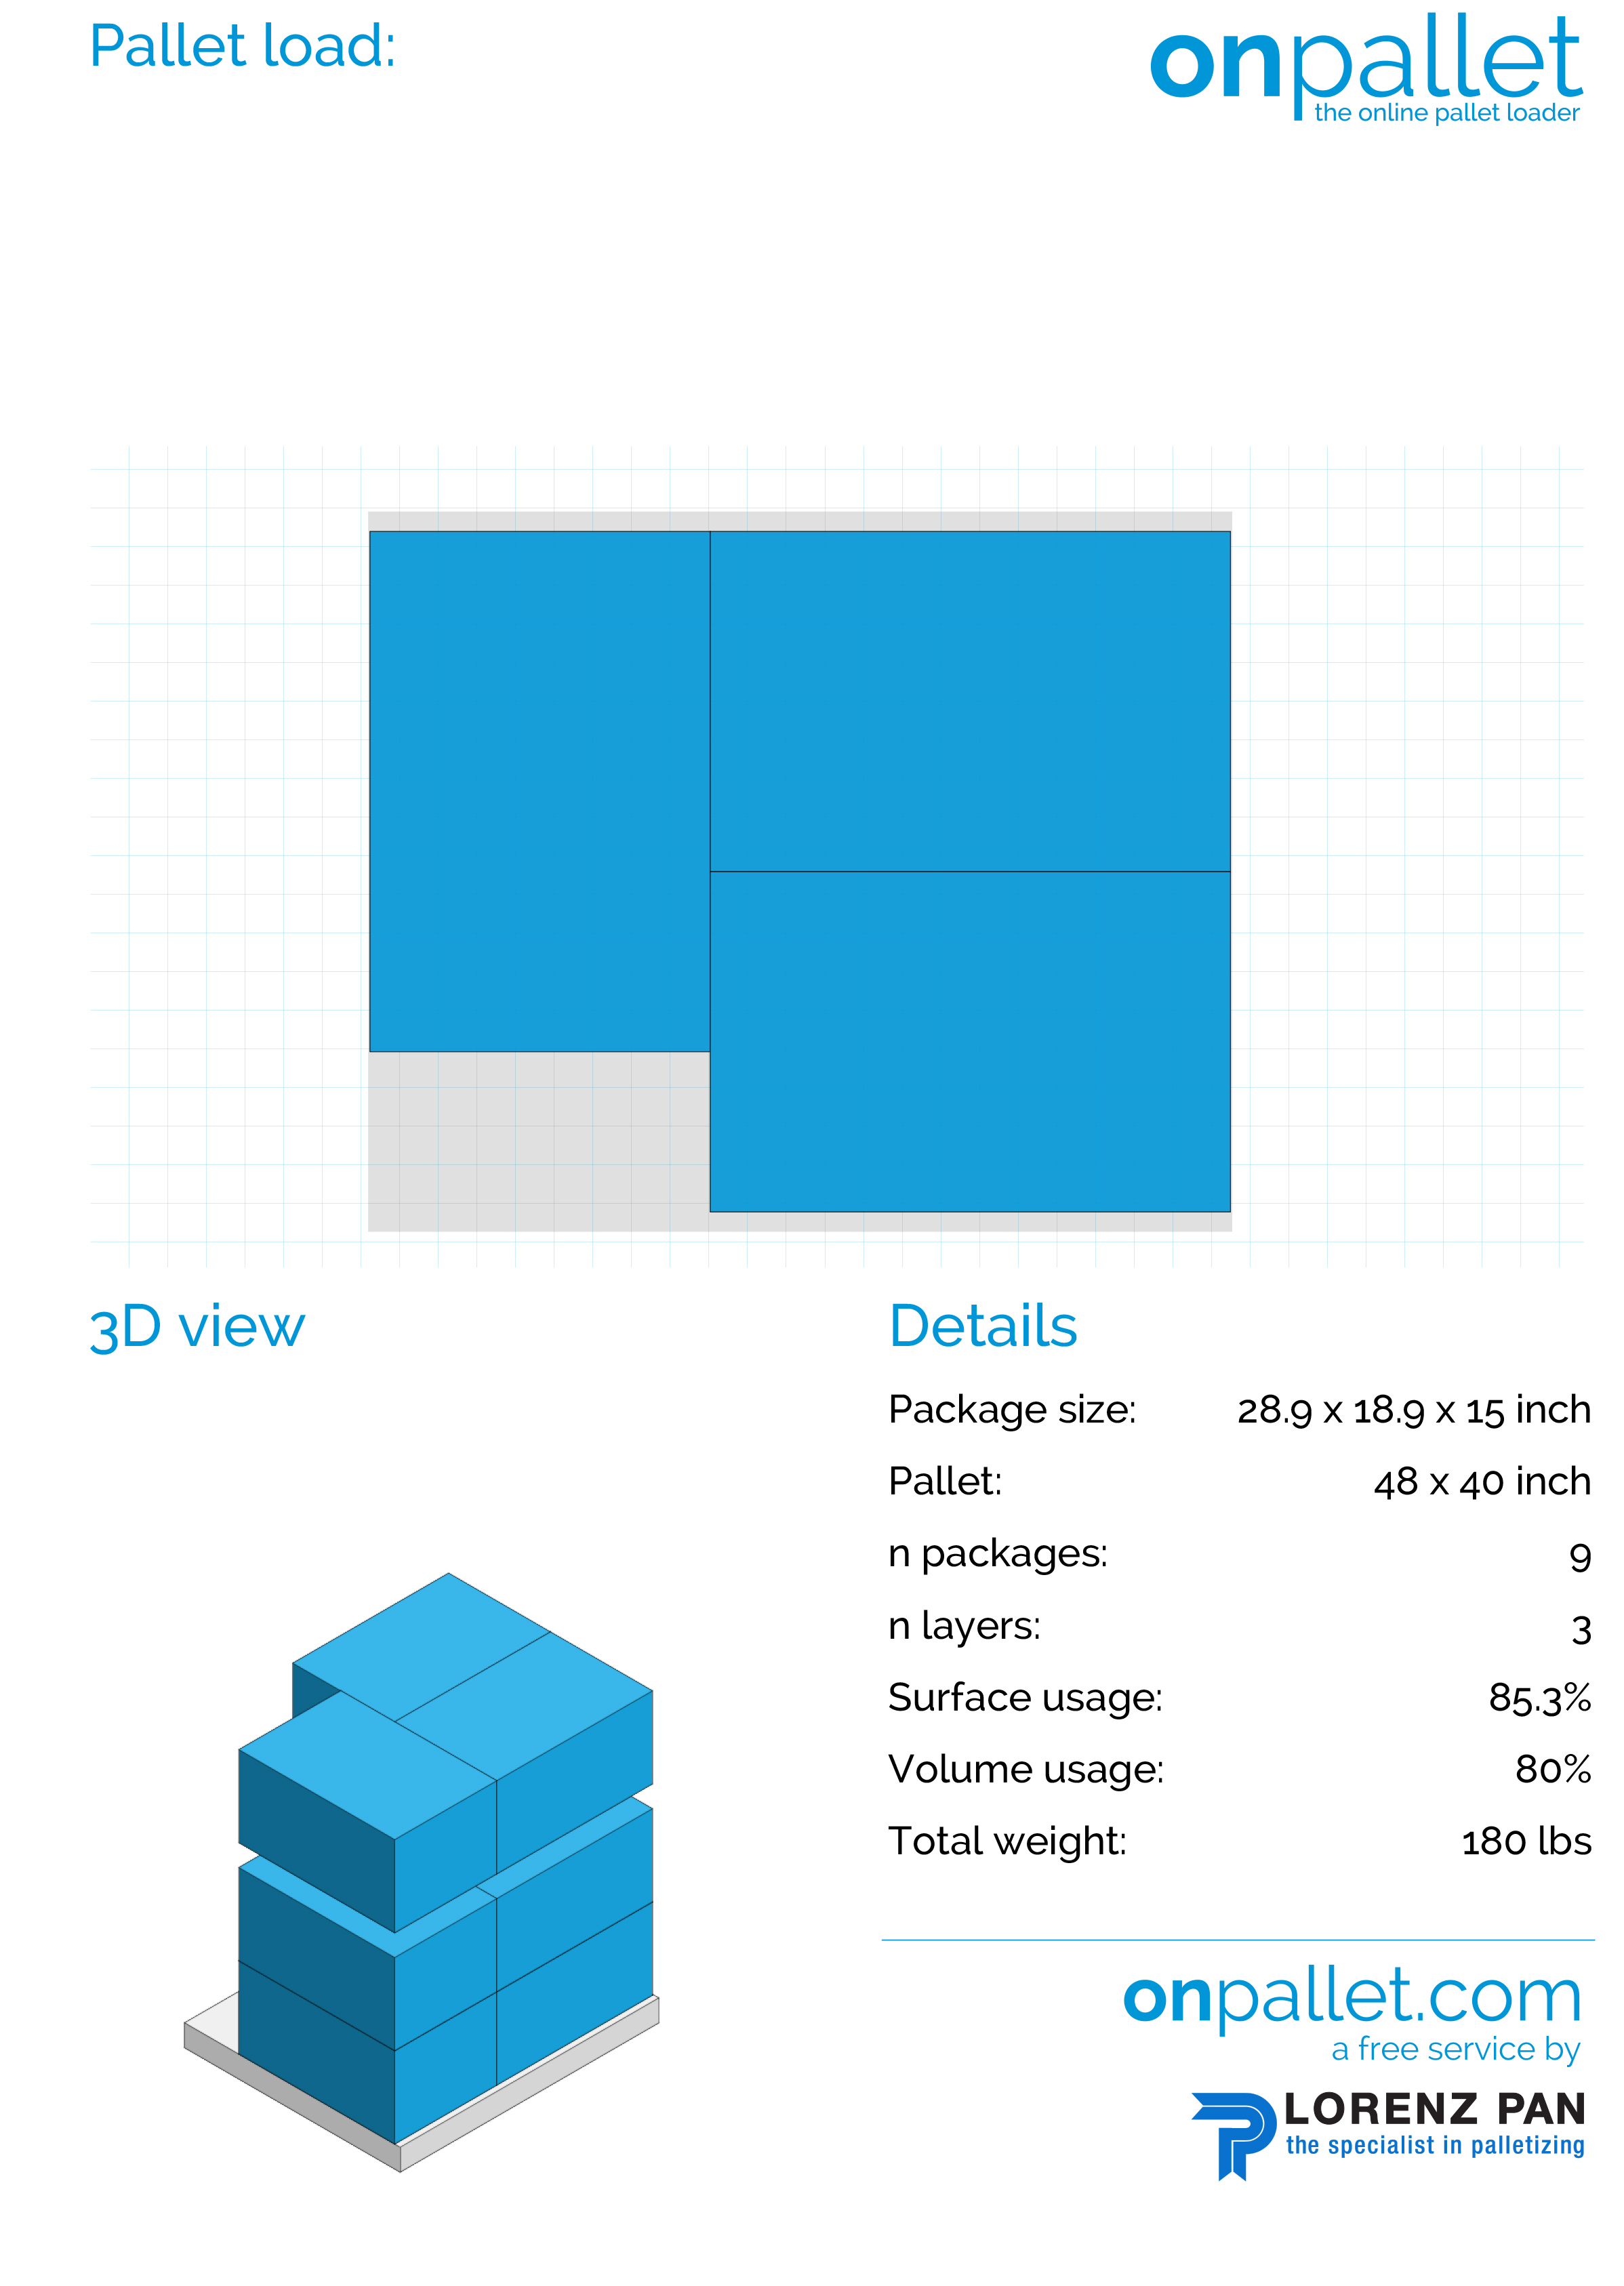 Pallet load:
onpallet
the online pallet loader
3D view
Details
Package size: 28.9 x 18.9 x 15 inch
Pallet: 48 x 40 inch
n packages: 9
n layers: 3
Surface usage: 85.3%
Volume usage: 80%
Total weight: 180 lbs
onpallet.com
a free service by
LORENZ PAN
the specialist in palletizing